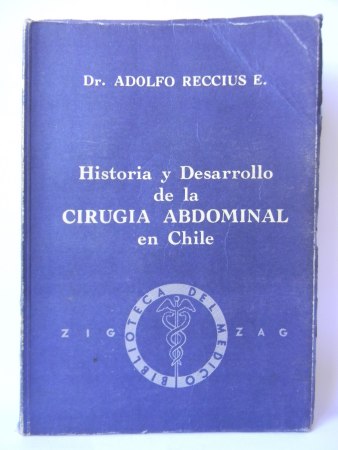 Dr. ADOLFO RECCIUS E.
Historia y Desarrollo
de la
CIRUGIA ABDOMINAL
en Chile
BIBLIOTECA DEL MEDICO
ZIG ZAG